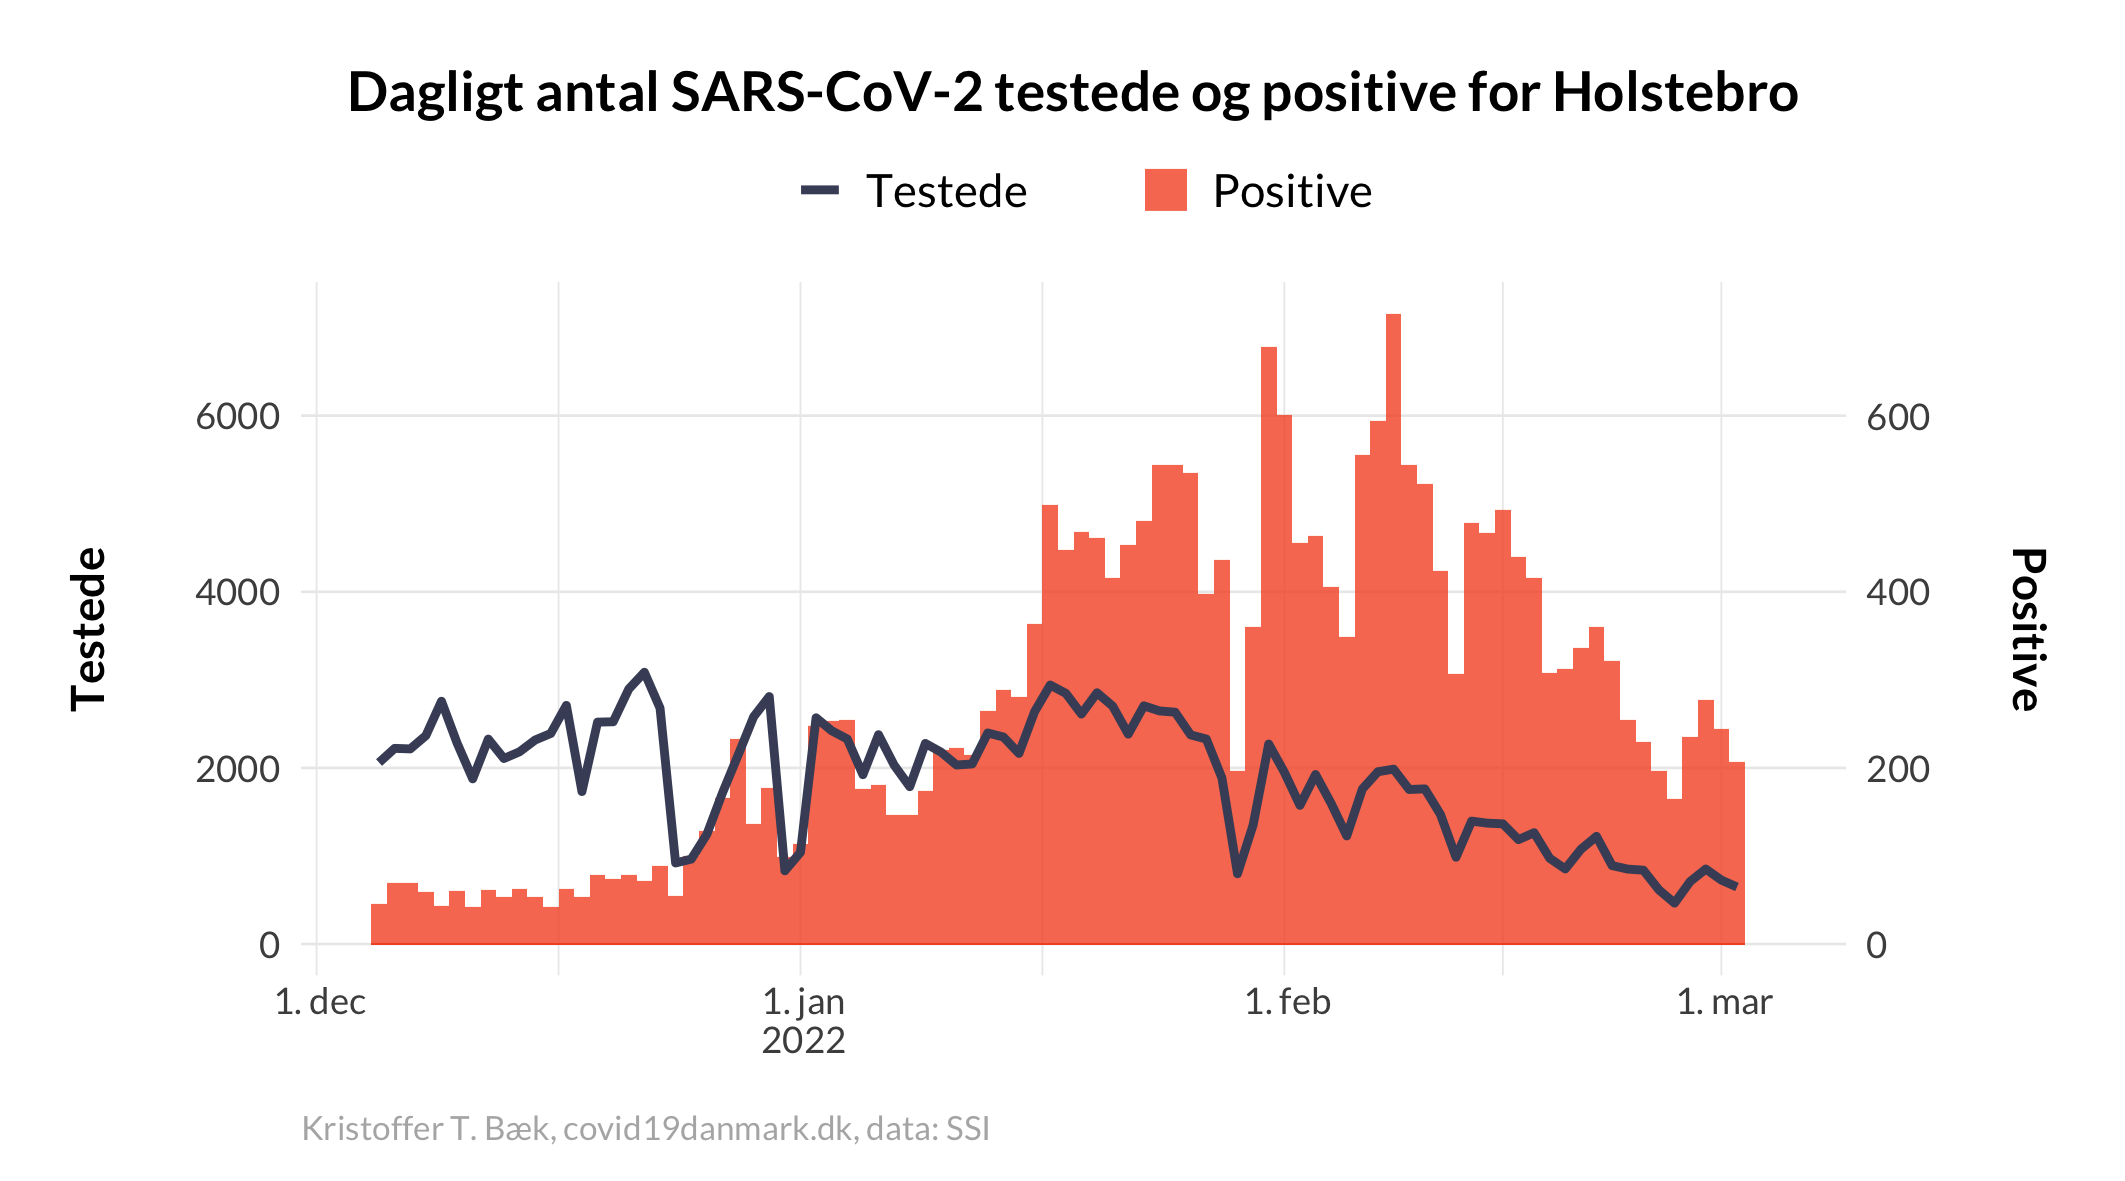 Dagligt antal SARS-CoV-2 testede og positive for Holstebro
Testede
Positive
Testede
6000
4000
2000
0
600
400
200
0
Positive
1. dec
1. jan
2022
1. feb
1. mar
Kristoffer T. Bæk, covid19danmark.dk, data: SSI